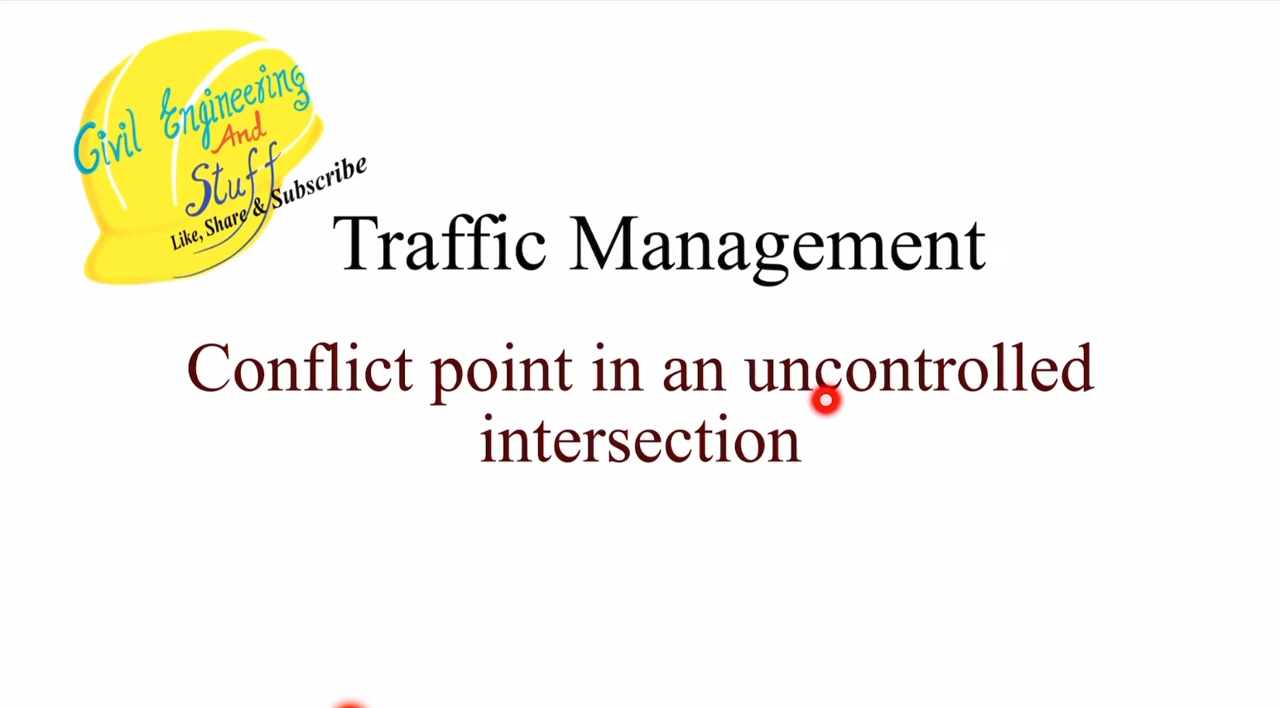 Civil Engineering
And
Stuff
Like, Share & Subscribe
Traffic Management
Conflict point in an uncontrolled
intersection